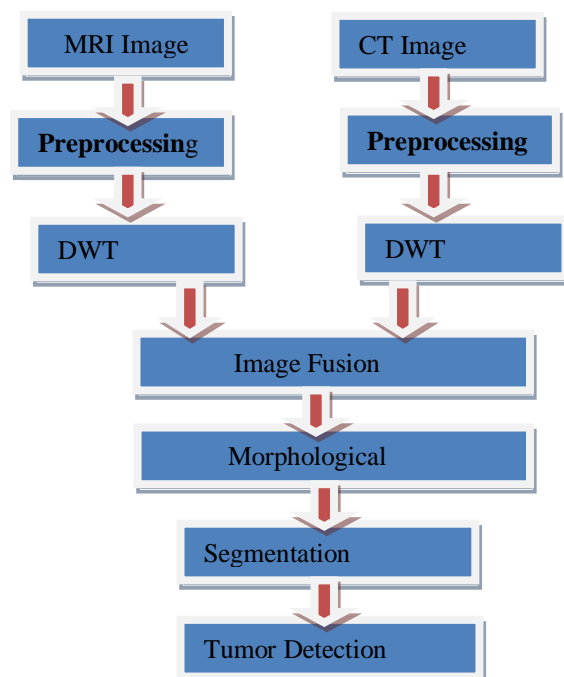 MRI Image
CT Image
Preprocessing
Preprocessing
DWT
DWT
Image Fusion
Morphological
Segmentation
Tumor Detection